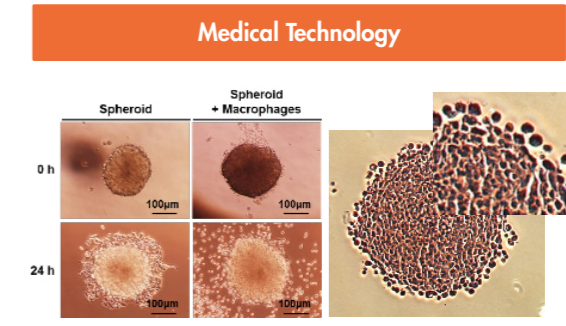 Medical Technology
Spheroid
Spheroid
+ Macrophages
0 h
100µm
100µm
24 h
100µm
100µm